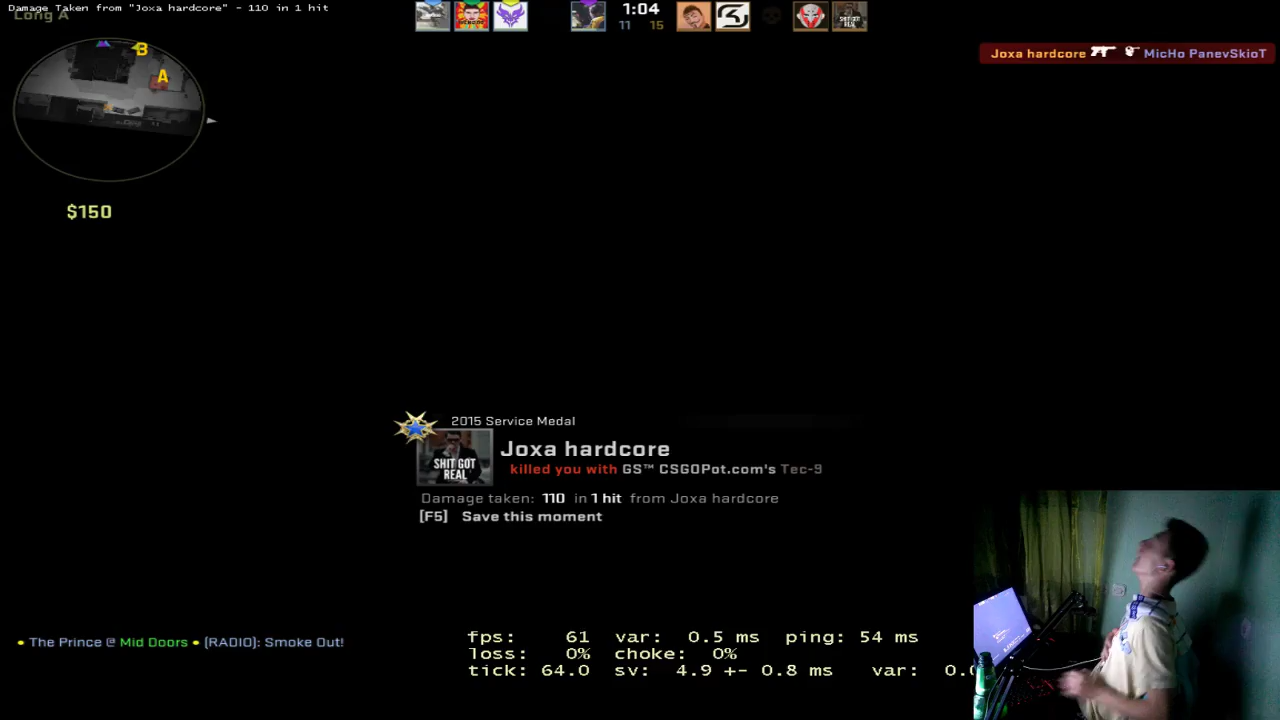 Damage Taken from "Joxa hardcore" - 110 in 1 hit
Long A
1:04
11 15
Joxa hardcore MicHo PanevSkioT
B
A
$150
2015 Service Medal
SHIT GOT
REAL
Joxa hardcore
killed you with GS™ CSGOPot.com's Tec-9
Damage taken: 110 in 1 hit from Joxa hardcore
[F5] Save this moment
• The Prince @ Mid Doors • (RADIO): Smoke Out!
fps: 61 var: 0.5 ms ping: 54 ms
loss: 0% choke: 0%
tick: 64.0 sv: 4.9 +- 0.8 ms var: 0.0